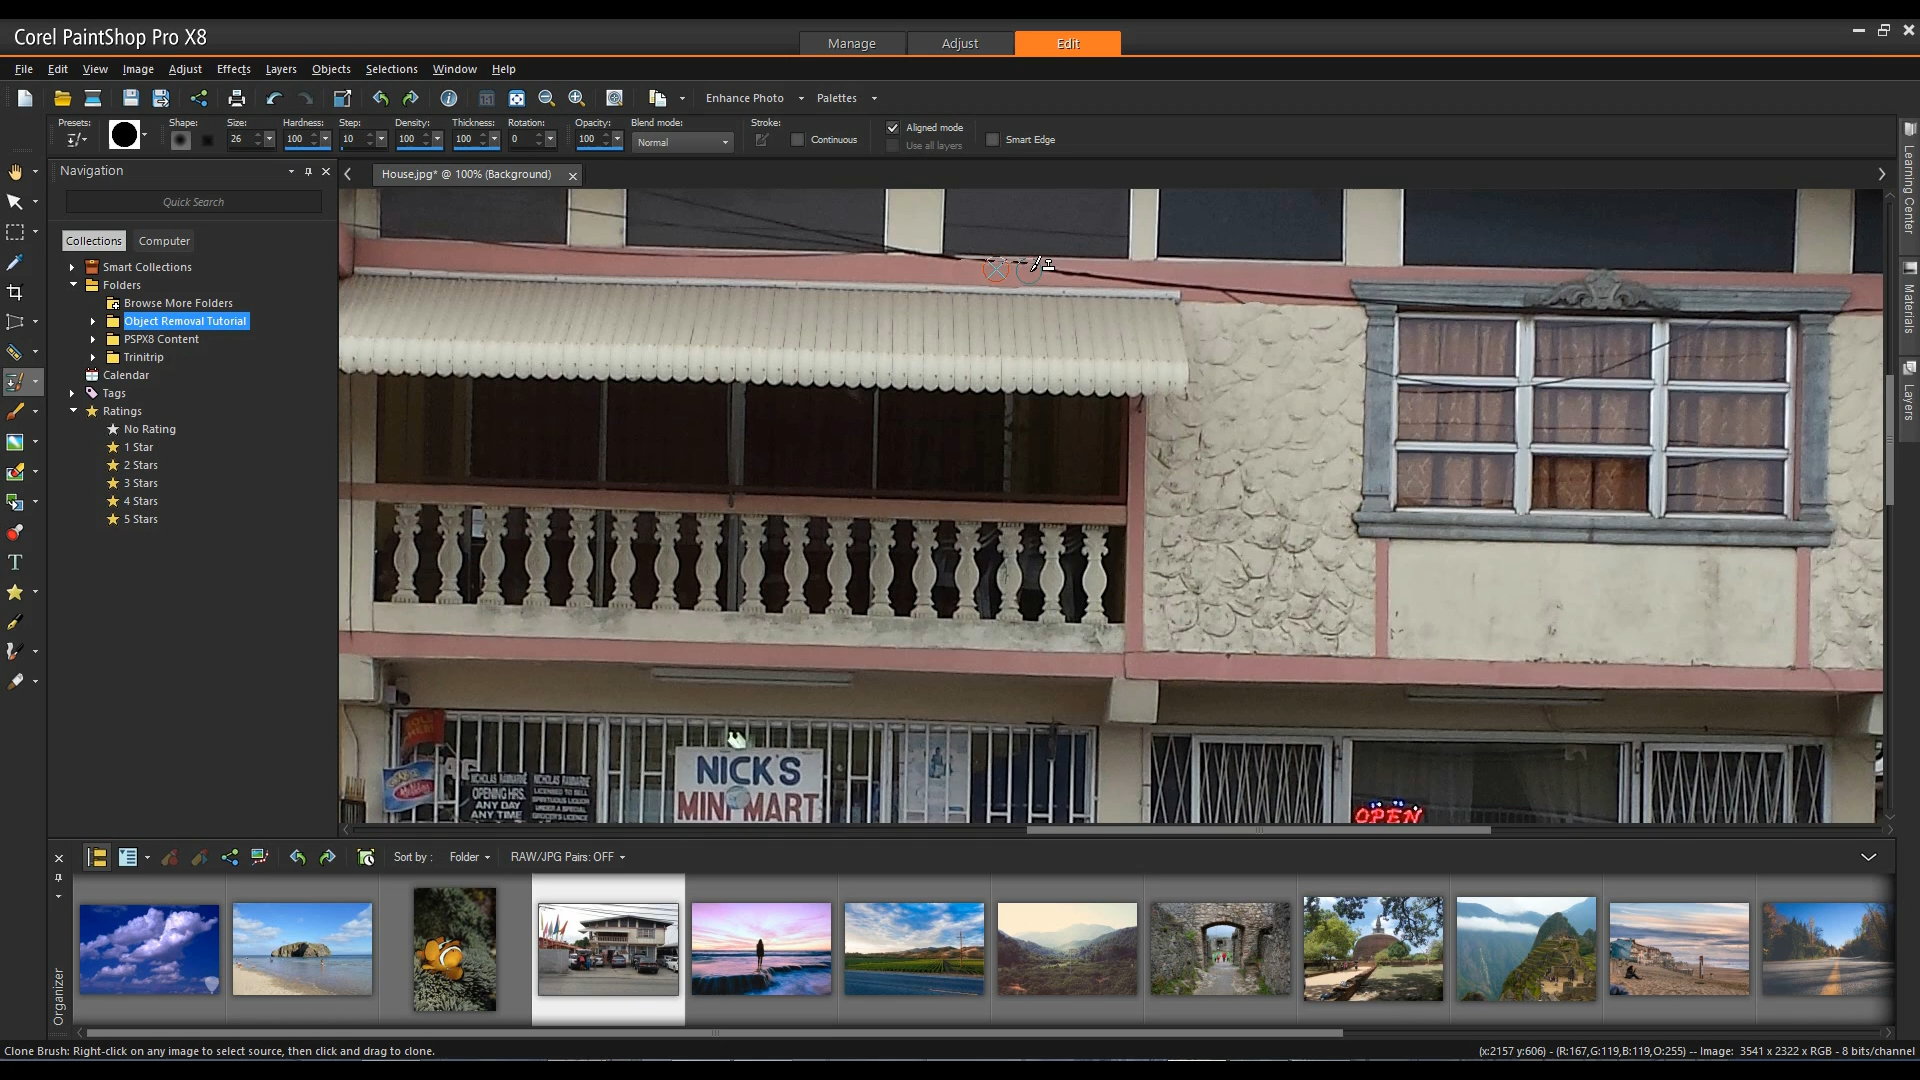 Corel PaintShop Pro X8
Manage
Adjust
Edit
File Edit View Image Adjust Effects Layers Objects Selections Window Help
Enhance Photo
Palettes
Presets:
Shape:
Size:
26
Hardness:
100
Step:
10
Density:
100
Thickness:
100
Rotation:
0
Opacity:
100
Blend mode:
Normal
Stroke:
Continuous
Aligned mode
Use all layers
Smart Edge
Navigation
House.jpg* @ 100% (Background)
Quick Search
Collections
Computer
Smart Collections
Folders
Browse More Folders
Object Removal Tutorial
PSPX8 Content
Trinitrip
Calendar
Tags
Ratings
No Rating
1 Star
2 Stars
3 Stars
4 Stars
5 Stars
Learning Center
Materials
Layers
NICHOLAS
OPENING HRS.
ANY DAY
ANY TIME
NICK'S
MINI MART
OPEN
Organizer
Sort by :
Folder
RAW/JPG Pairs: OFF
Clone Brush: Right-click on any image to select source, then click and drag to clone.
(x:2157 y:606) - (R:167,G:119,B:119,O:255) -- Image: 3541 x 2322 x RGB - 8 bits/channel